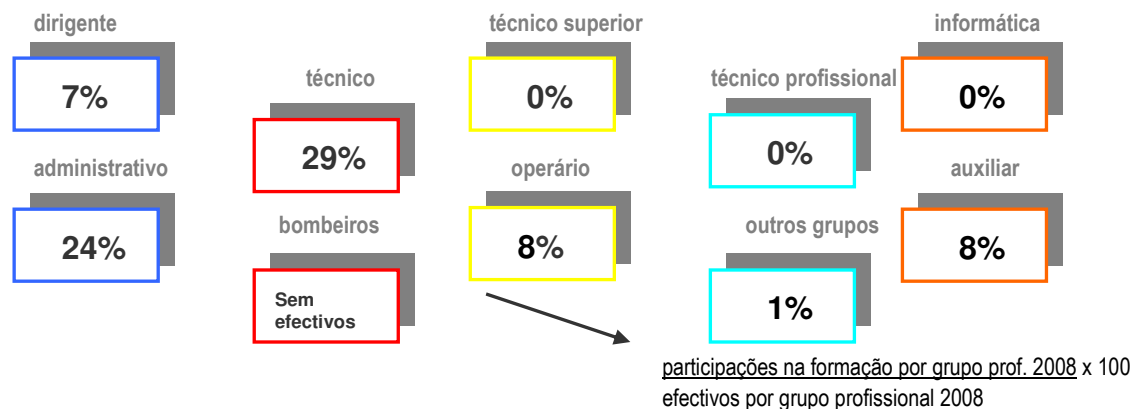 dirigente
7%
técnico
29%
técnico superior
0%
técnico profissional
0%
informática
0%
administrativo
24%
bombeiros
Sem
efectivos
operário
8%
outros grupos
1%
auxiliar
8%
participações na formação por grupo prof. 2008 x 100
efectivos por grupo profissional 2008